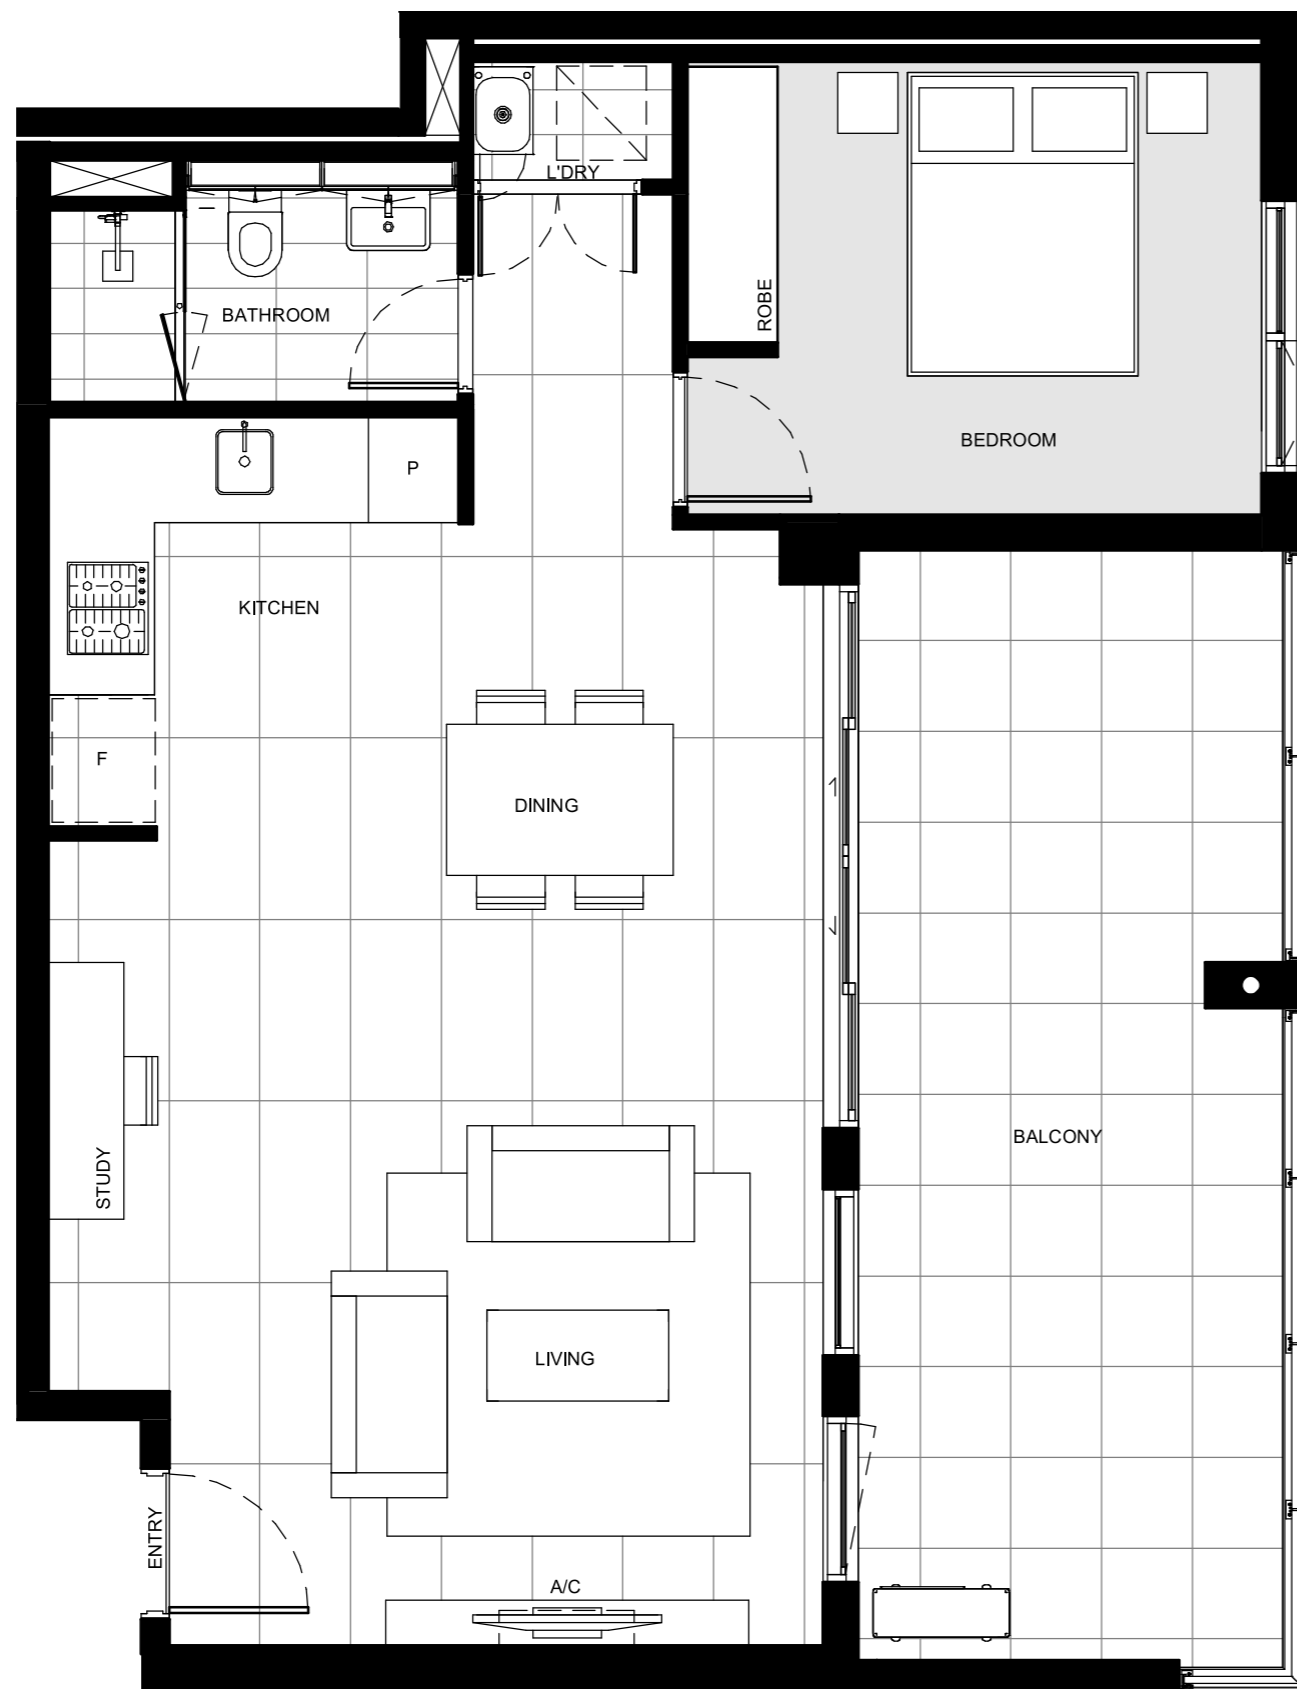 L'DRY
ROBE
BATHROOM
BEDROOM
P
KITCHEN
F
DINING
STUDY
BALCONY
LIVING
ENTRY
A/C